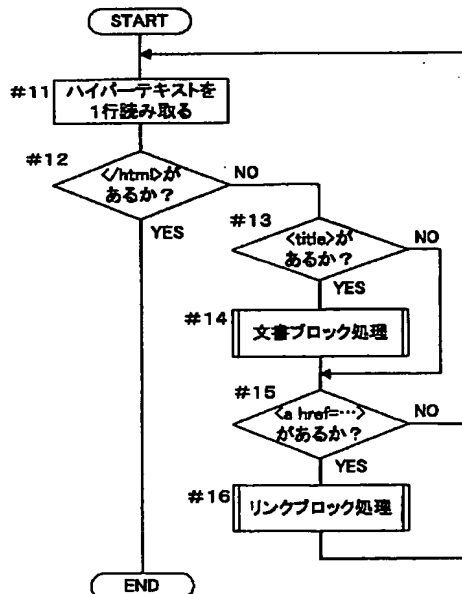 START
#11
ハイパーテキストを
1行読み取る
#12
</html>が
あるか？
NO
YES
#13
<title>が
あるか？
NO
YES
#14
文書ブロック処理
#15
<a href=…>
があるか？
NO
YES
#16
リンクブロック処理
END